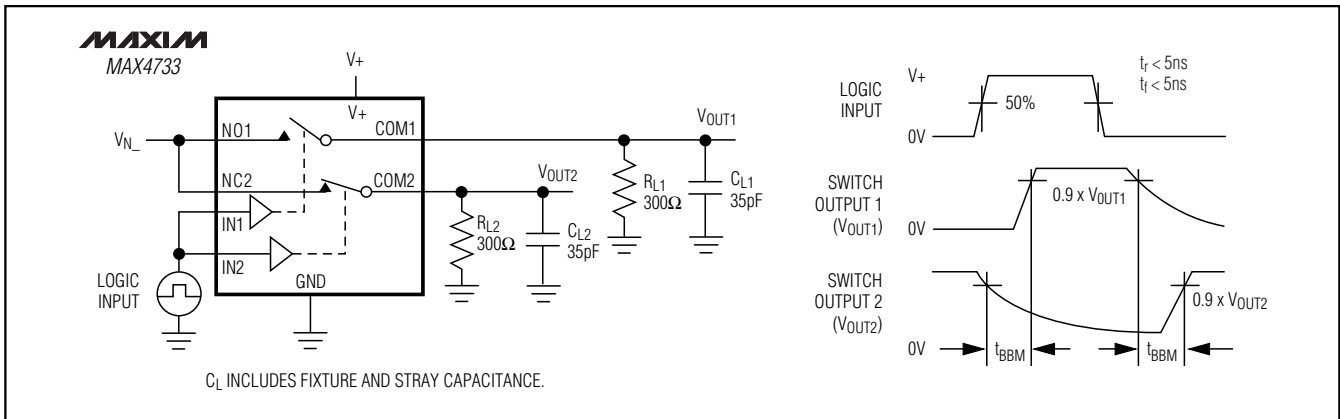 MAXIM
MAX4733
V+
V+
VN_
NO1
COM1
VOUT1
NC2
COM2
VOUT2
IN1
IN2
RL1
300Ω
CL1
35pF
RL2
300Ω
CL2
35pF
LOGIC
INPUT
GND
CL INCLUDES FIXTURE AND STRAY CAPACITANCE.
LOGIC
INPUT
V+
0V
50%
tr < 5ns
tf < 5ns
SWITCH
OUTPUT 1
(VOUT1)
0V
0.9 x VOUT1
SWITCH
OUTPUT 2
(VOUT2)
0V
0.9 x VOUT2
tBBM
tBBM